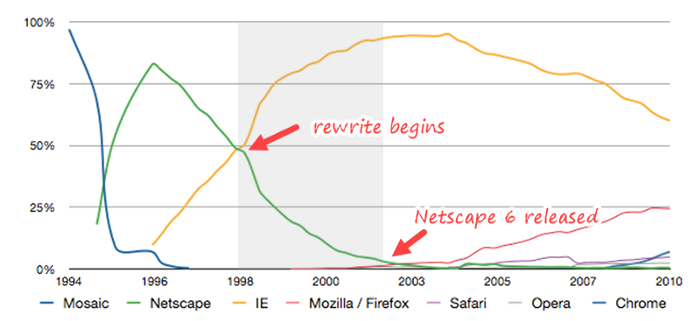 100%
75%
rewrite begins
50%
25%
Netscape 6 released
0%
1994 1996 1998 2000 2003 2005 2007 2010
Mosaic Netscape IE Mozilla / Firefox Safari Opera Chrome